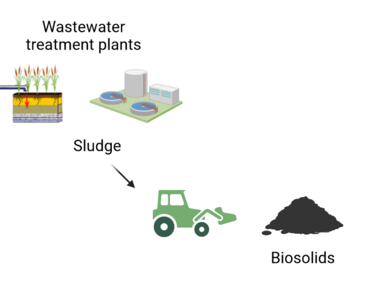 Wastewater
treatment plants
Sludge
Biosolids